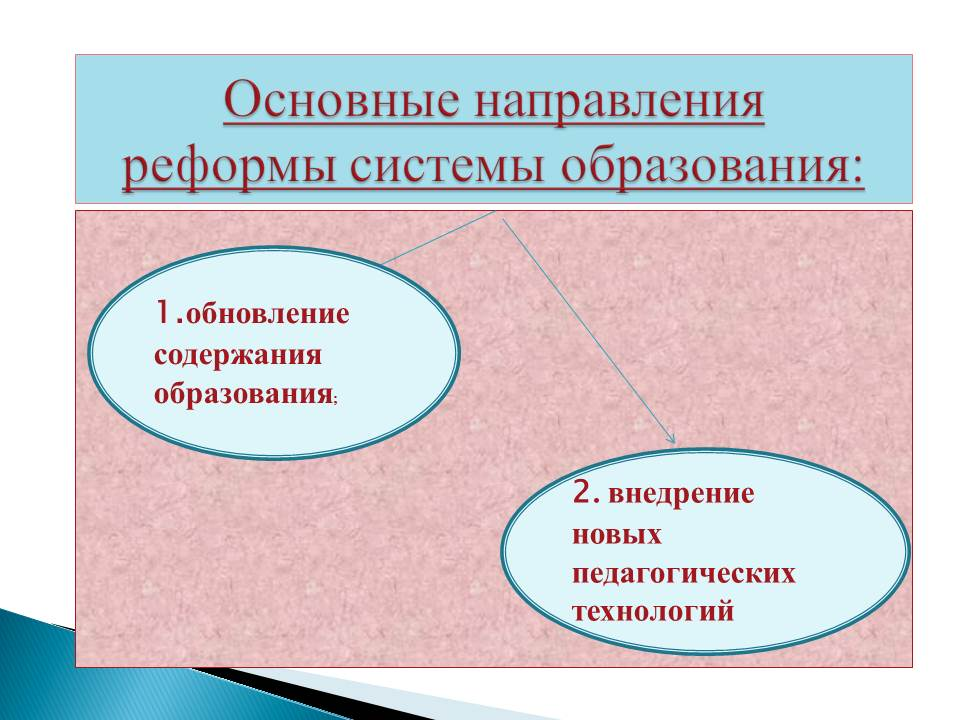 Основные направления
реформы системы образования:
1.обновление
содержания
образования;
2. внедрение
новых
педагогических
технологий